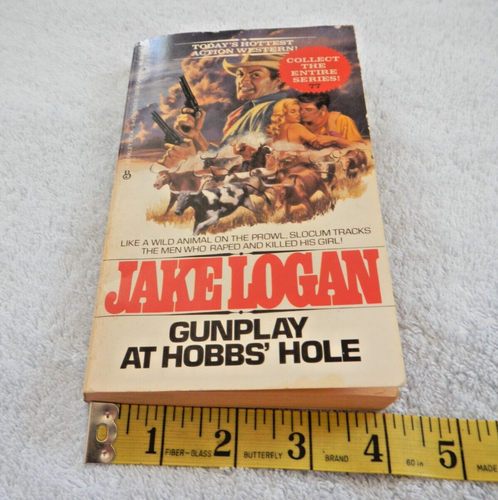 TODAY'S HOTTEST
ACTION WESTERN!
COLLECT
THE
ENTIRE
SERIES!
77
LIKE A WILD ANIMAL ON THE PROWL, SLOCUM TRACKS
THE MEN WHO RAPED AND KILLED HIS GIRL!
JAKE LOGAN
GUNPLAY
AT HOBBS' HOLE
1 2 3 4 5
FIBER-GLASS BUTTERFLY BRAND 60 in MADE